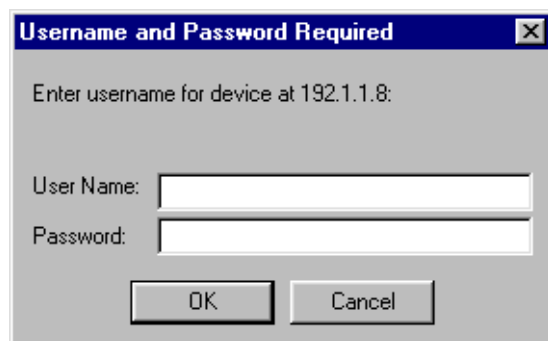 Username and Password Required
Enter username for device at 192.1.1.8:
User Name:
Password:
OK Cancel